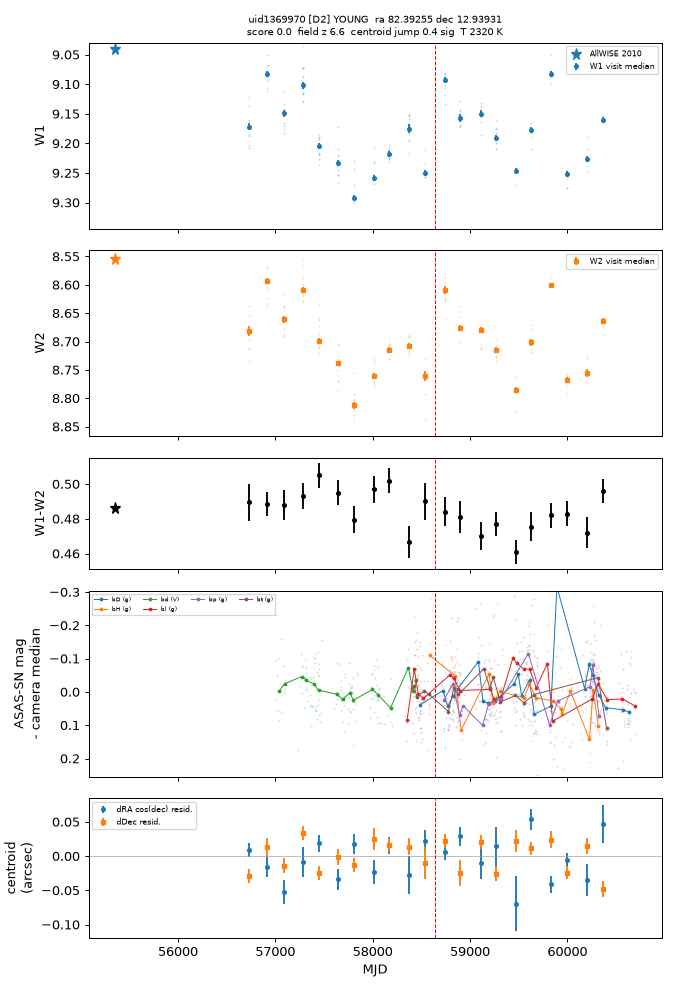 uid1369970 [D2] YOUNG ra 82.39255 dec 12.93931
score 0.0 field z 6.6 centroid jump 0.4 sig T 2320 K
AllWISE 2010
W1 visit median
9.05
9.10
9.15
9.20
9.25
9.30
W1
W2 visit median
8.55
8.60
8.65
8.70
8.75
8.80
8.85
W2
0.50
0.48
0.46
W1-W2
bD (g)
bH (g)
bd (V)
bl (g)
bp (g)
bt (g)
−0.3
−0.2
−0.1
0.0
0.1
0.2
ASAS-SN mag
- camera median
dRA cos(dec) resid.
dDec resid.
0.05
0.00
−0.05
−0.10
centroid
(arcsec)
56000 57000 58000 59000 60000
MJD